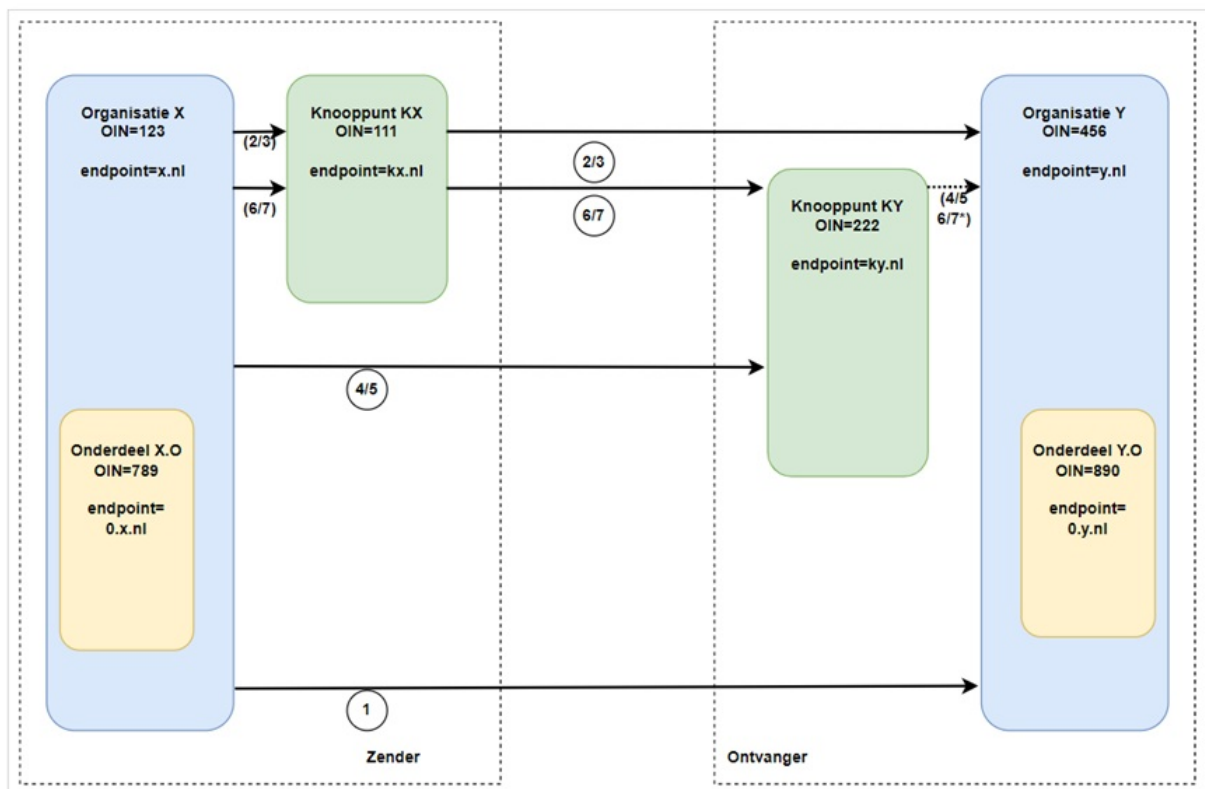 Organisatie X
OIN=123
endpoint=x.nl
(2/3)
(6/7)
Knooppunt KX
OIN=111
endpoint=kx.nl
2/3
6/7
Knooppunt KY
OIN=222
endpoint=ky.nl
(4/5
6/7*)
Organisatie Y
OIN=456
endpoint=y.nl
4/5
Onderdeel X.O
OIN=789
endpoint=
0.x.nl
Onderdeel Y.O
OIN=890
endpoint=
0.y.nl
1
Zender
Ontvanger